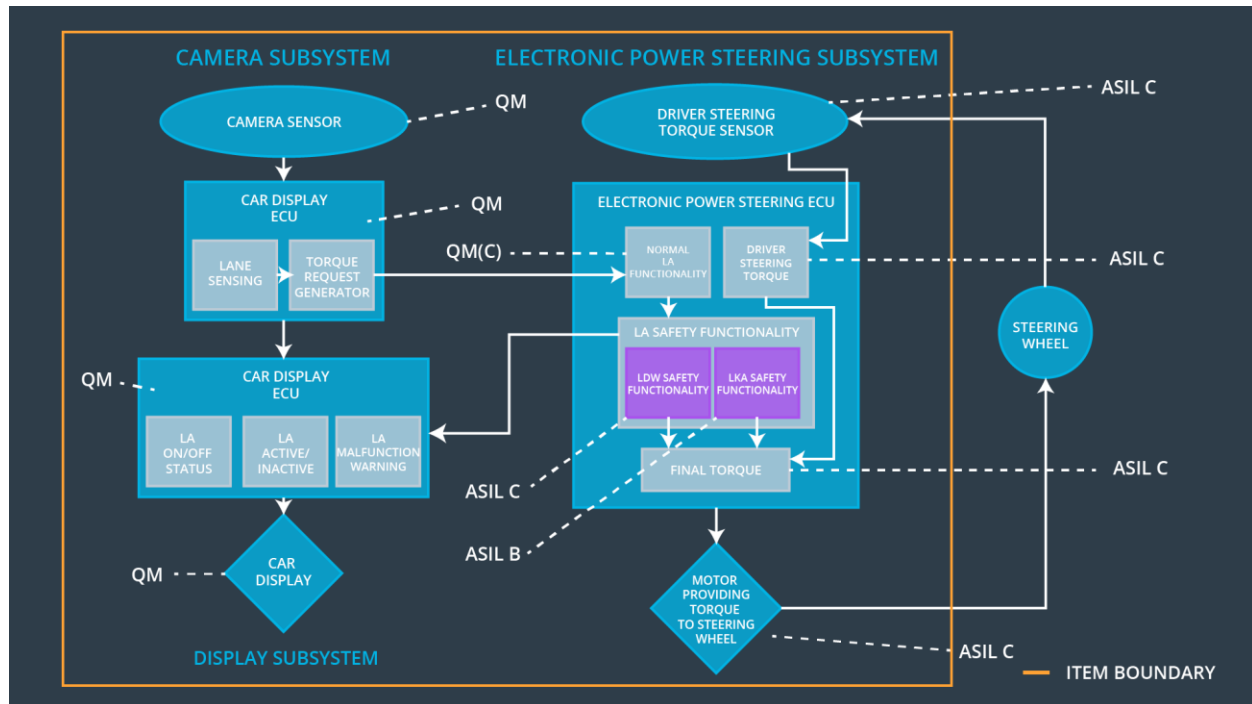 CAMERA SUBSYSTEM
ELECTRONIC POWER STEERING SUBSYSTEM
CAMERA SENSOR
QM
DRIVER STEERING
TORQUE SENSOR
ASIL C
CAR DISPLAY
ECU
QM
LANE
SENSING
TORQUE
REQUEST
GENERATOR
QM(C)
ELECTRONIC POWER STEERING ECU
NORMAL
LA
FUNCTIONALITY
DRIVER
STEERING
TORQUE
ASIL C
LA SAFETY FUNCTIONALITY
LDW SAFETY
FUNCTIONALITY
LKA SAFETY
FUNCTIONALITY
STEERING
WHEEL
QM
CAR DISPLAY
ECU
LA
ON/OFF
STATUS
LA
ACTIVE/
INACTIVE
LA
MALFUNCTION
WARNING
FINAL TORQUE
ASIL C
ASIL C
ASIL B
QM
CAR
DISPLAY
MOTOR
PROVIDING
TORQUE
TO STEERING
WHEEL
ASIL C
DISPLAY SUBSYSTEM
ITEM BOUNDARY